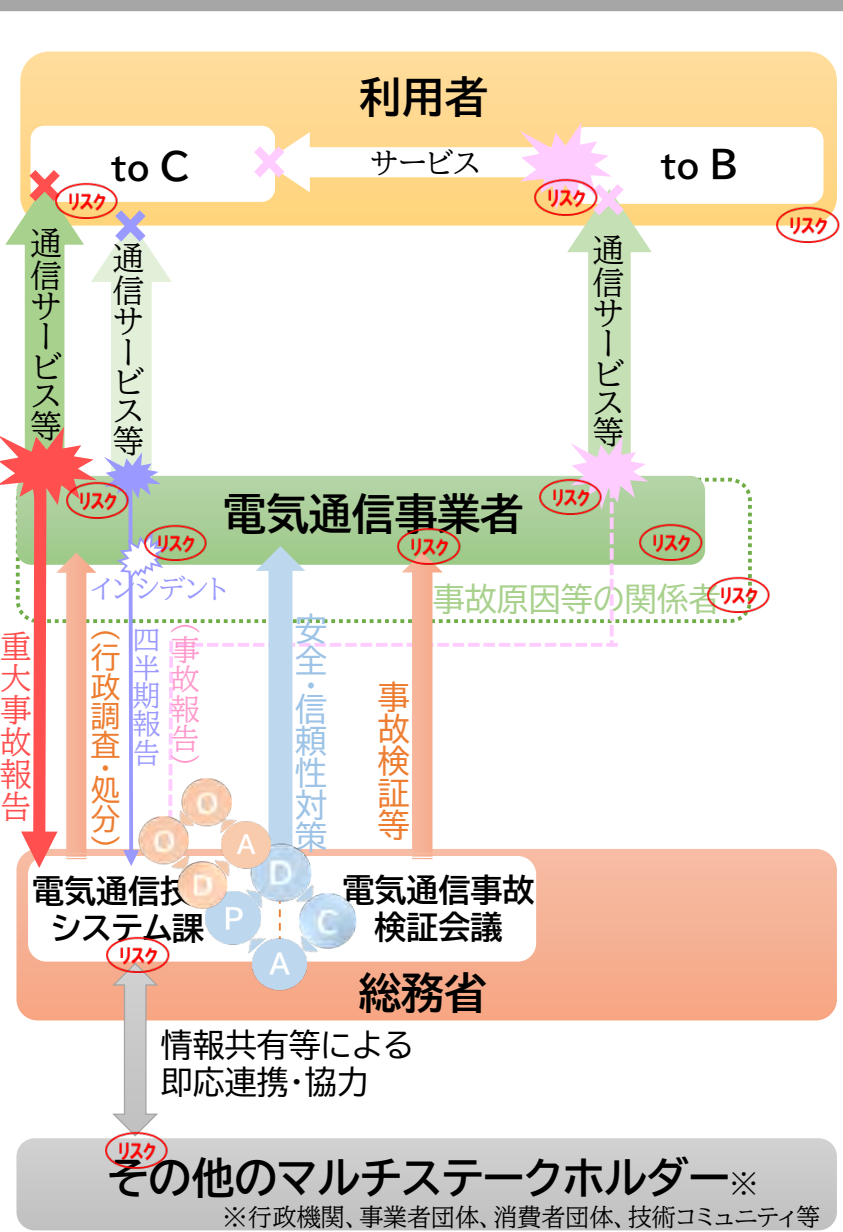 利用者
to C
サービス
to B
リスク
リスク
リスク
通信サービス等
通信サービス等
通信サービス等
電気通信事業者
リスク
リスク
リスク
リスク
リスク
インシデント
事故原因等の関係者
リスク
重大事故報告
(行政調査・処分)
四半期報告
(事故報告)
安全・信頼性対策
事故検証等
O
O
A
D
D
P
C
A
電気通信技
システム課
電気通信事故
検証会議
リスク
総務省
情報共有等による
即応連携・協力
リスク
その他のマルチステークホルダー※
※行政機関、事業者団体、消費者団体、技術コミュニティ等